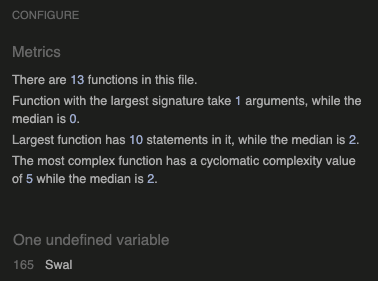 CONFIGURE
Metrics
There are 13 functions in this file.
Function with the largest signature take 1 arguments, while the
median is 0.
Largest function has 10 statements in it, while the median is 2.
The most complex function has a cyclomatic complexity value
of 5 while the median is 2.
One undefined variable
165 Swal